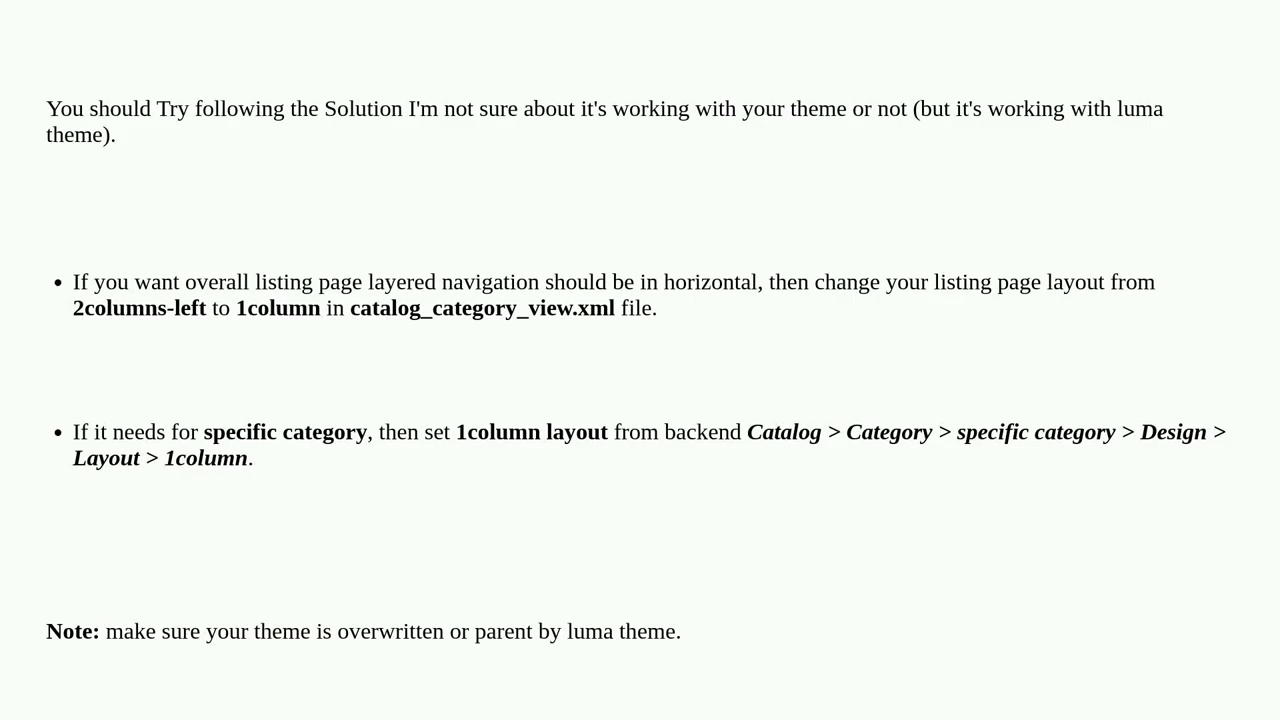 You should Try following the Solution I'm not sure about it's working with your theme or not (but it's working with luma
theme).
• If you want overall listing page layered navigation should be in horizontal, then change your listing page layout from
2columns-left to 1column in catalog_category_view.xml file.
• If it needs for specific category, then set 1column layout from backend Catalog > Category > specific category > Design >
Layout > 1column.
Note: make sure your theme is overwritten or parent by luma theme.